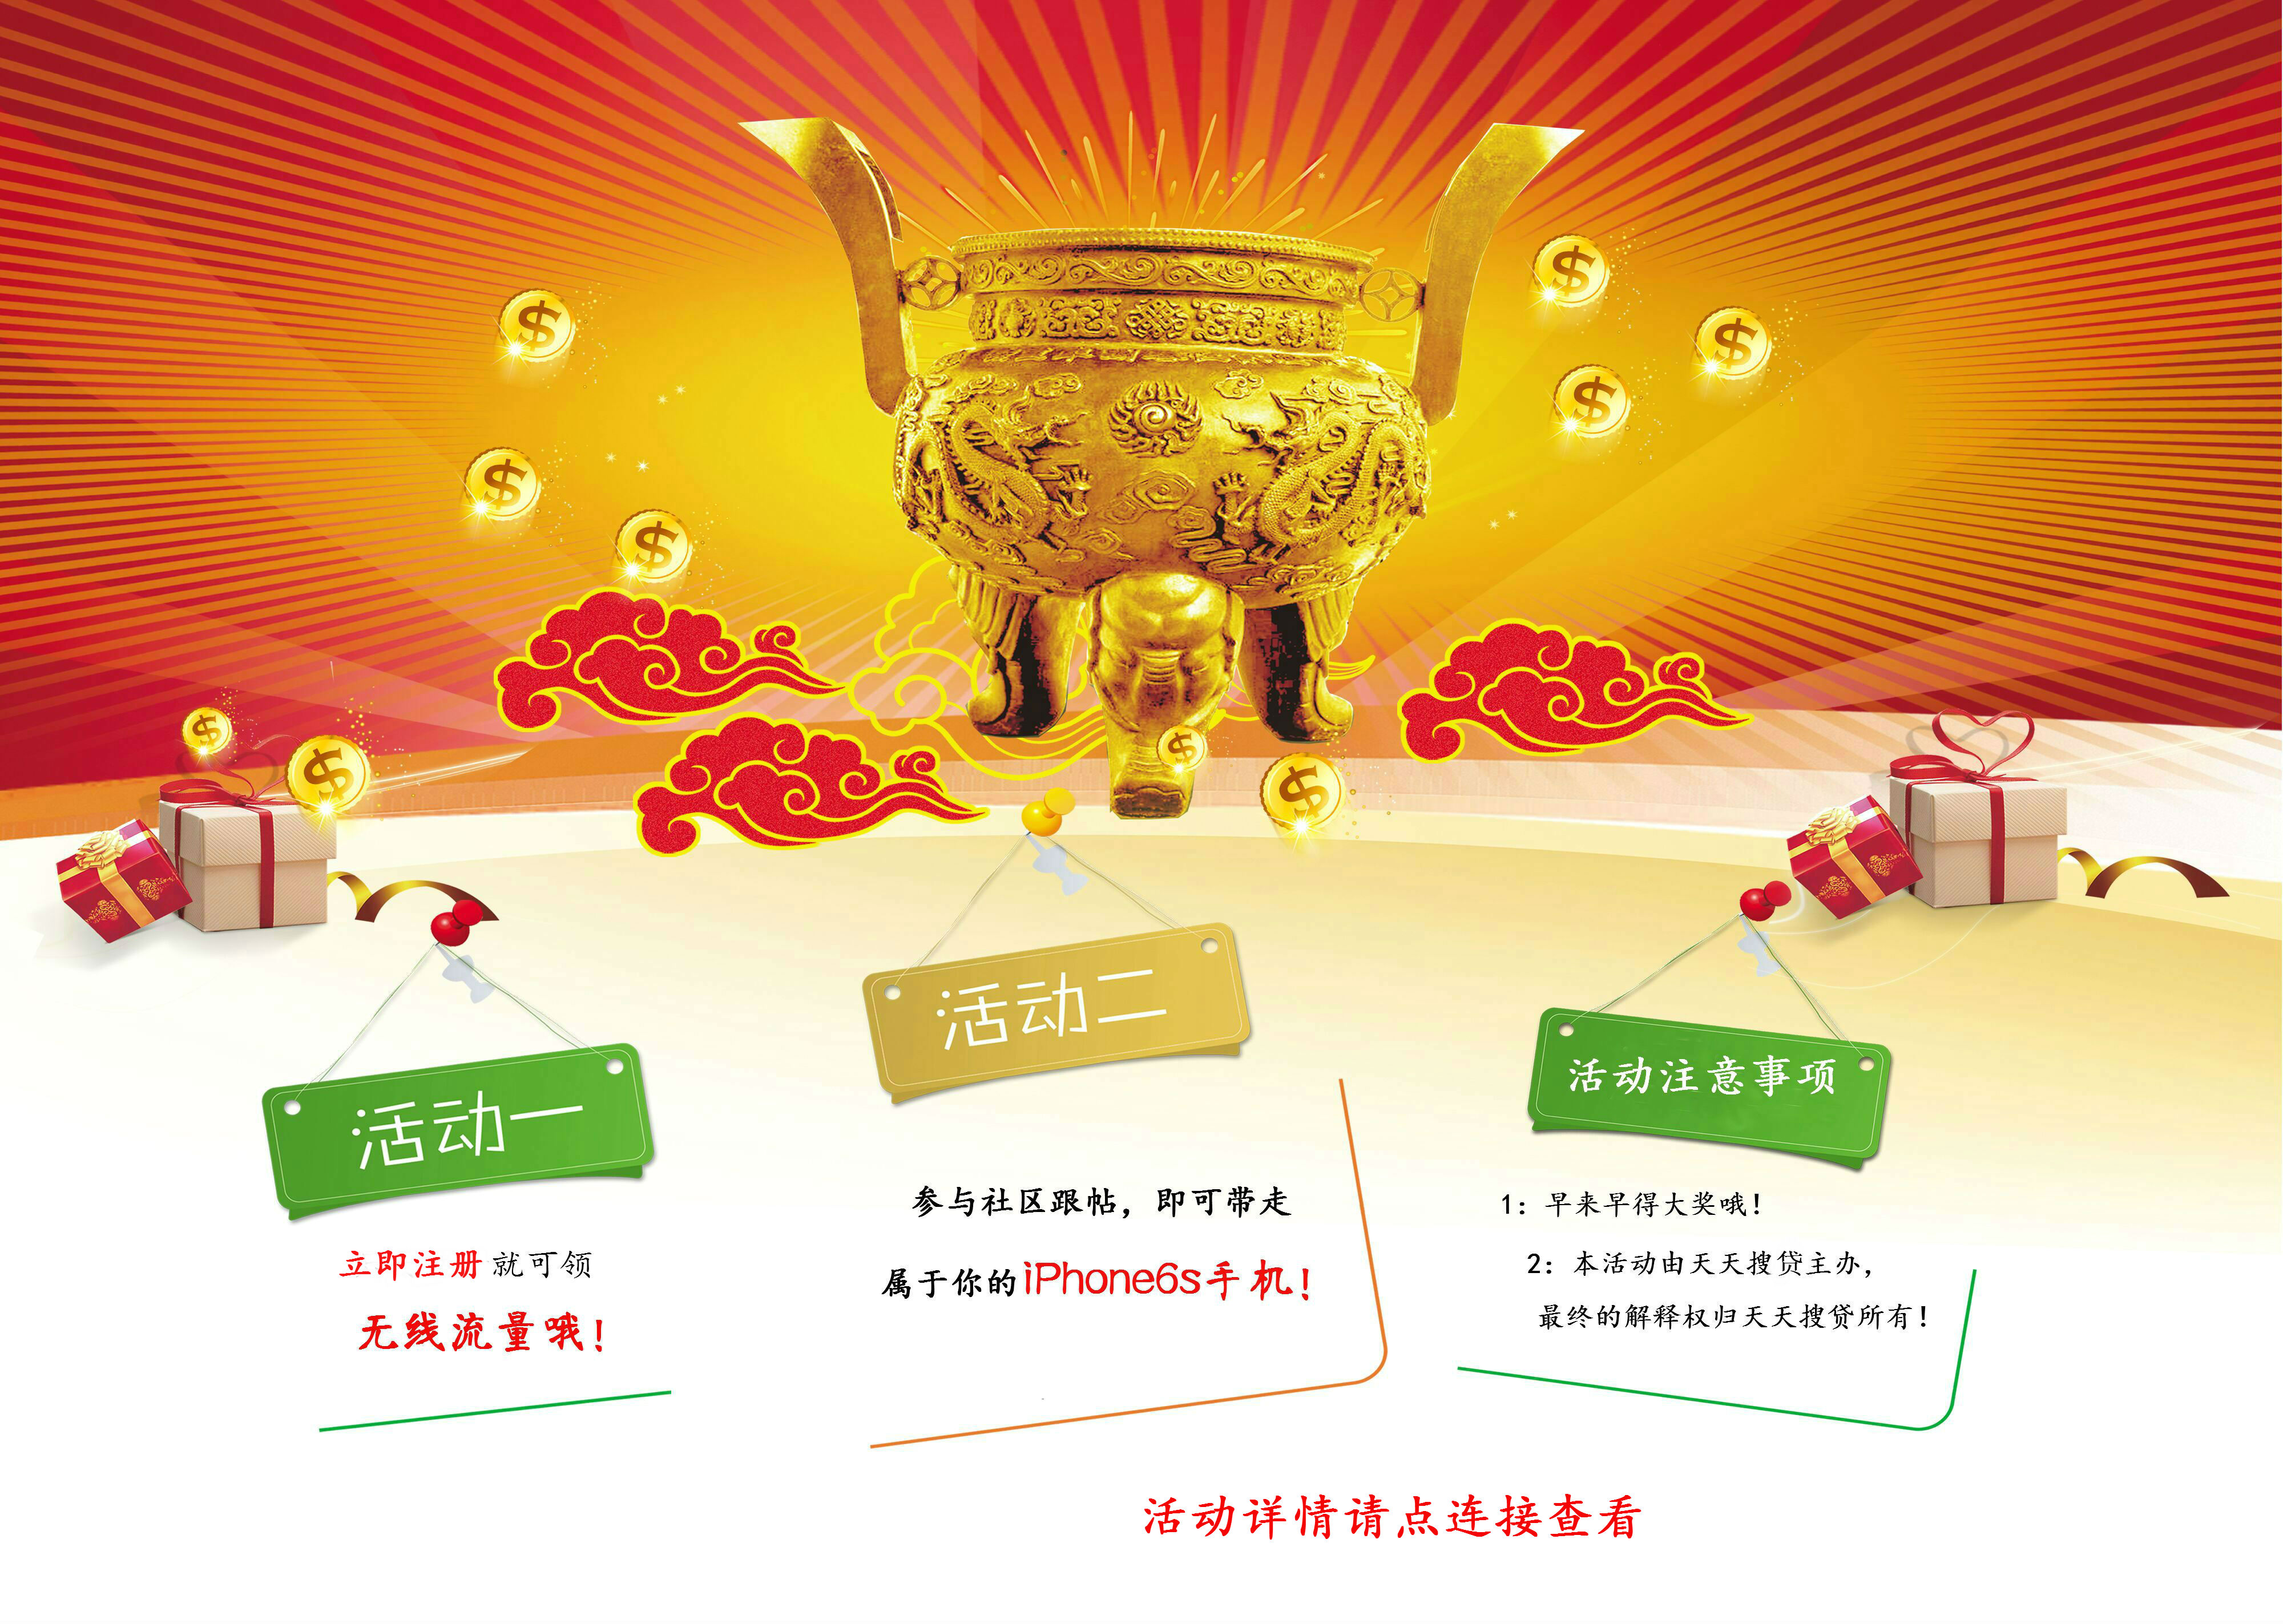 活动一
立即注册 就可领
无线流量哦!
活动二
参与社区跟帖，即可带走
属于你的iPhone6s手机!
活动注意事项
1：早来早得大奖哦!
2：本活动由天天搜贷主办，
最终的解释权归天天搜贷所有!
活动详情请点连接查看